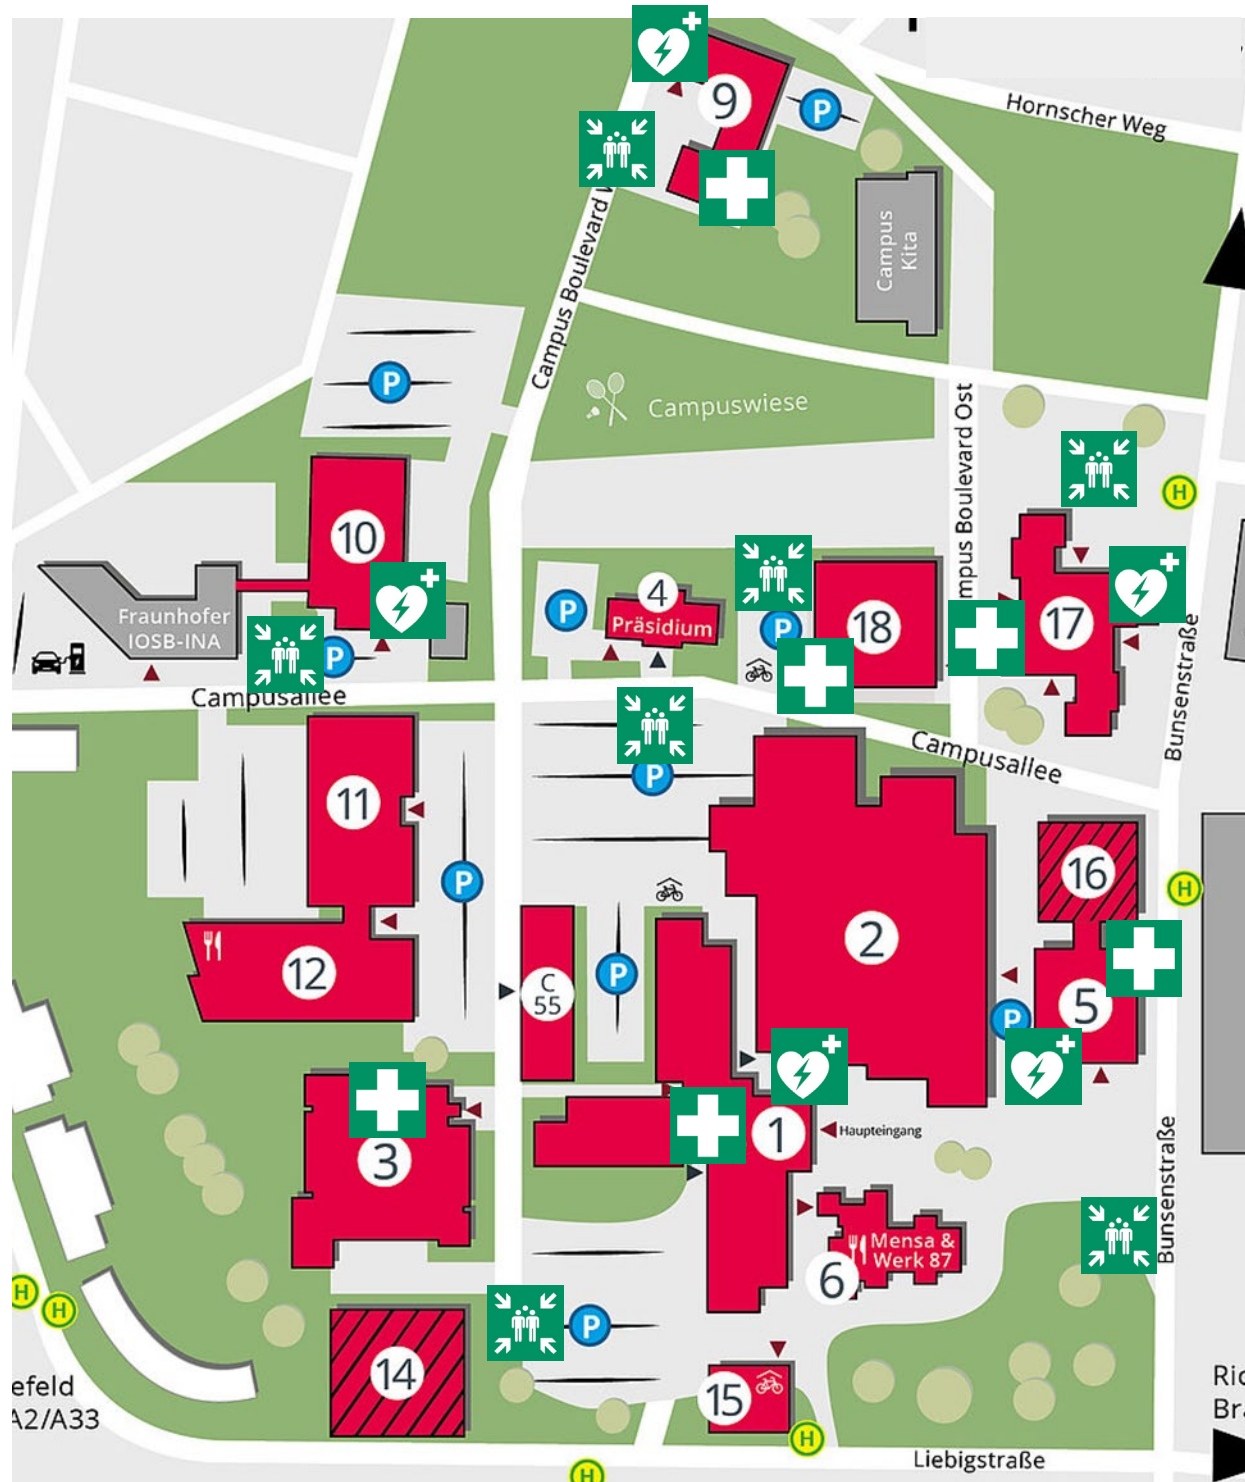 Hornscher Weg
9
P
Campus
Kita
Campus Boulevard
P
Campuswiese
Campus Boulevard Ost
H
10
Fraunhofer
IOSB-INA
P
P
4
Präsidium
P
18
17
Bunsenstraße
Campusallee
Campusallee
P
11
P
16
H
2
12
C
55
P
P
5
1
Haupteingang
3
Bunsenstraße
Mensa &
Werk 87
6
H
H
P
14
15
efeld
A2/A33
H
H
Liebigstraße